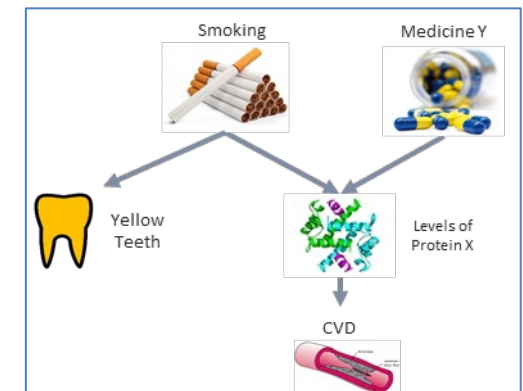 Smoking
Medicine Y
Yellow
Teeth
Levels of
Protein X
CVD